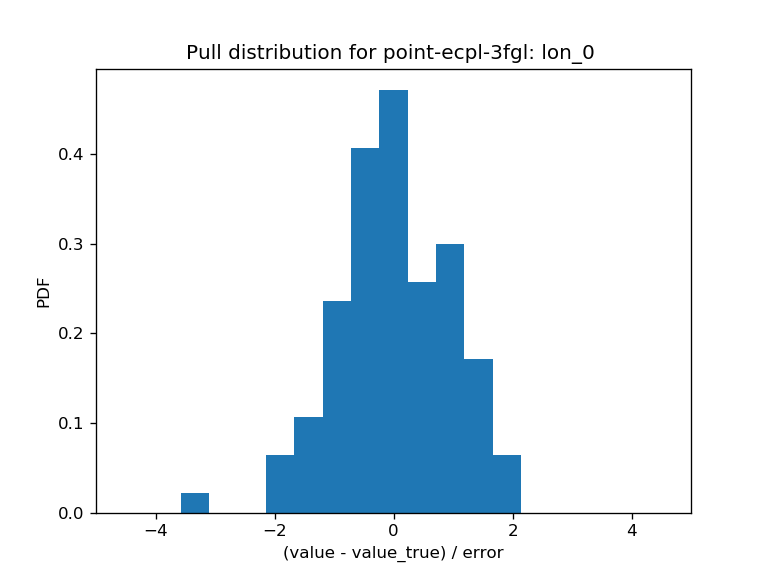 Pull distribution for point-ecpl-3fgl: lon_0
PDF
0.4
0.3
0.2
0.1
0.0
−4 −2 0 2 4
(value - value_true) / error